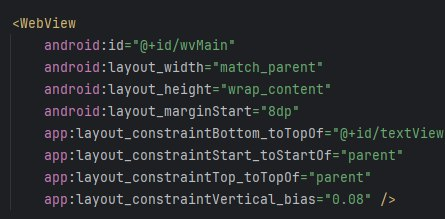 <WebView
android:id="@+id/wvMain"
android:layout_width="match_parent"
android:layout_height="wrap_content"
android:layout_marginStart="8dp"
app:layout_constraintBottom_toTopOf="@+id/textView
app:layout_constraintStart_toStartOf="parent"
app:layout_constraintTop_toTopOf="parent"
app:layout_constraintVertical_bias="0.08" />